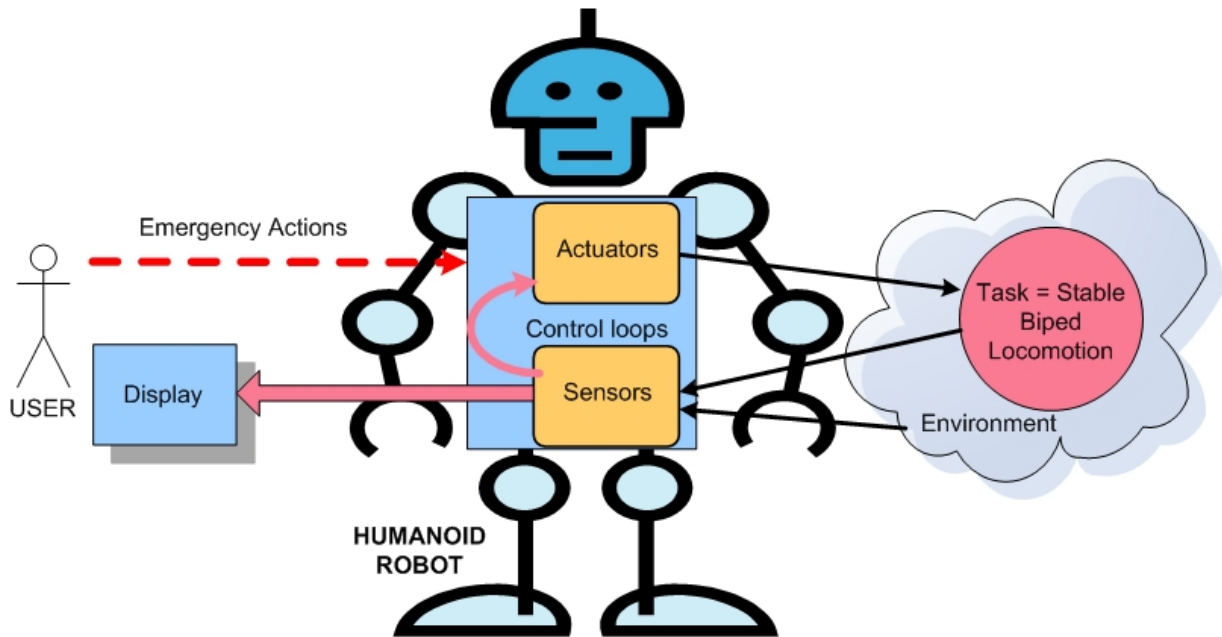 Emergency Actions
USER
Display
Actuators
Control loops
Sensors
Task = Stable
Biped
Locomotion
Environment
HUMANOID
ROBOT